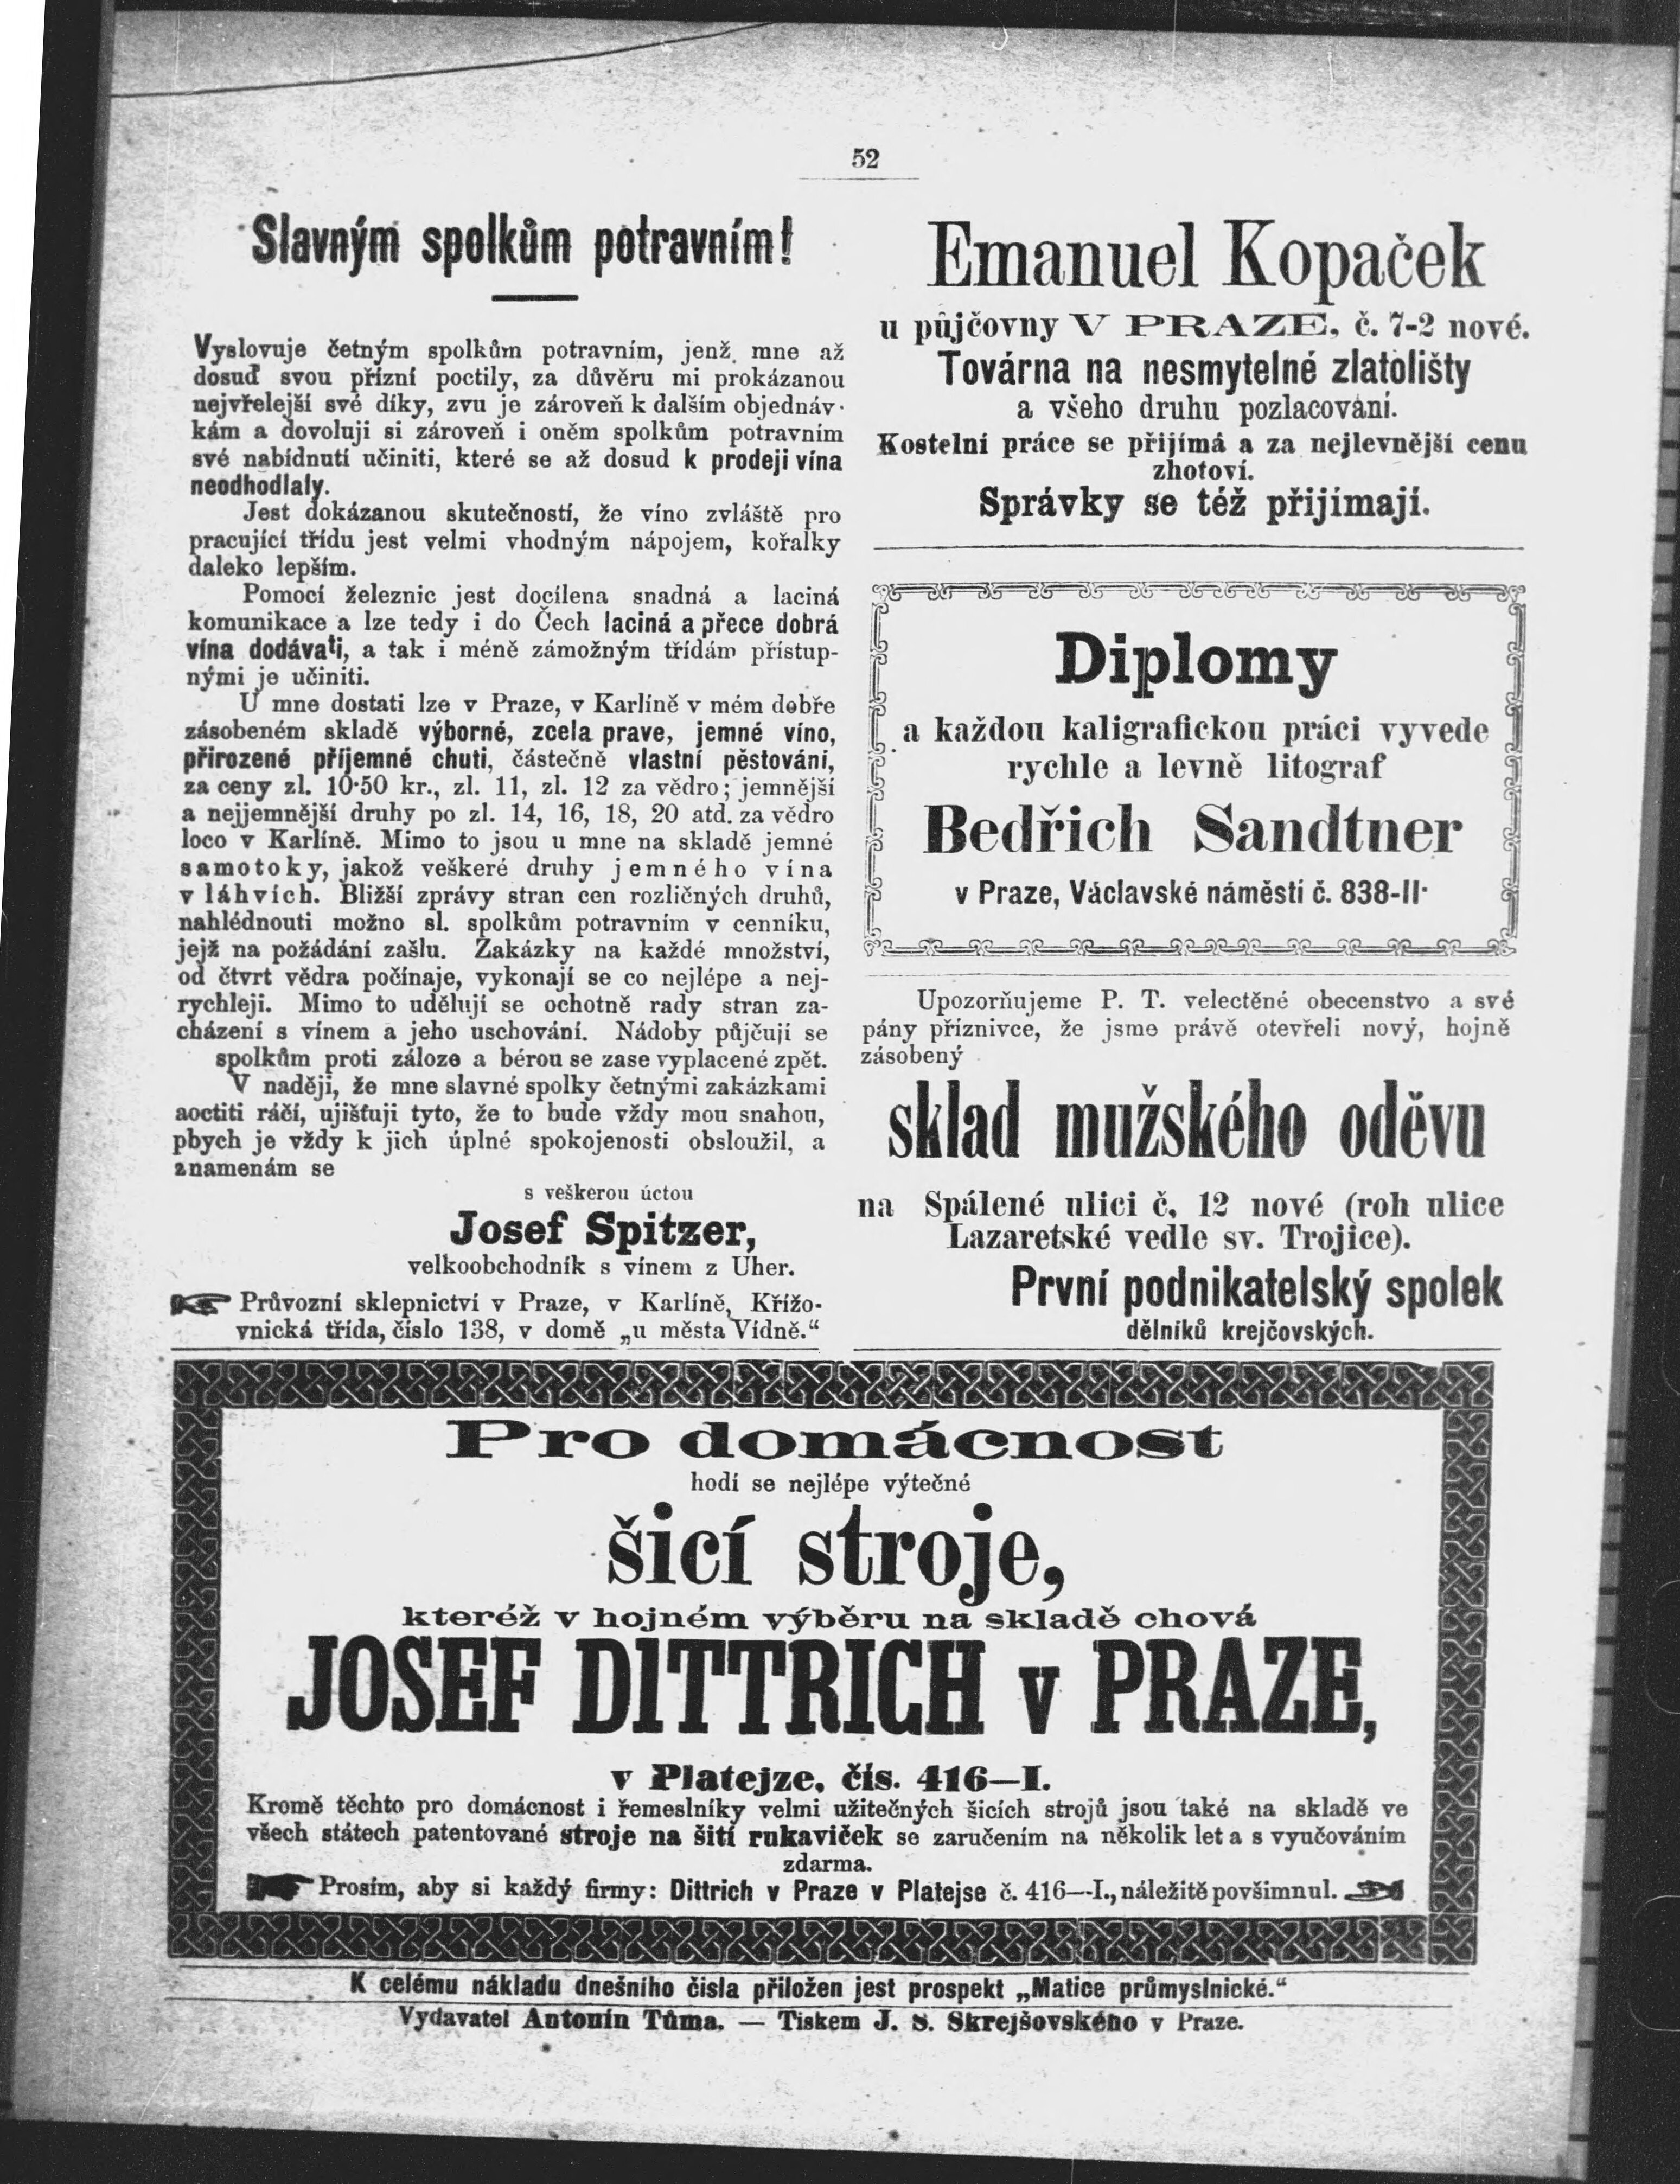 52
Slavným spolkům potravním!
Vyslovuje četným spolkům potravním, jenž mne až
dosud svou přízní poctily, za důvěru mi prokázanou
nejvřelejší své díky, zvu je zároveň k dalším objednáv-
kám a dovoluji si zároveň i oněm spolkům potravním
své nabídnutí učiniti, které se až dosud k prodeji vína
neodhodlaly.
Jest dokázanou skutečností, že víno zvláště pro
pracující třídu jest velmi vhodným nápojem, kořalky
daleko lepším.
Pomocí železnic jest docílena snadná a laciná
komunikace a lze tedy i do Čech laciná a přece dobrá
vína dodávati, a tak i méně zámožným třídám přístup-
nými je učiniti.
U mne dostati lze v Praze, v Karlíně v mém dobře
zásobeném skladě výborné, zcela prave, jemné víno,
přirozené příjemné chuti, částečně vlastní pěstování,
za ceny zl. 10·50 kr., zl. 11, zl. 12 za vědro; jemnější
a nejjemnější druhy po zl. 14, 16, 18, 20 atd. za vědro
loco v Karlíně. Mimo to jsou u mne na skladě jemné
samotoky, jakož veškeré druhy jemného vína
v láhvích. Bližší zprávy stran cen rozličných druhů,
nahlédnouti možno sl. spolkům potravním v cenníku,
jejž na požádání zašlu. Zakázky na každé množství,
od čtvrt vědra počínaje, vykonají se co nejlépe a nej-
rychleji. Mimo to udělují se ochotně rady stran za-
cházení s vínem a jeho uschování. Nádoby půjčují se
spolkům proti záloze a bérou se zase vyplacené zpět.
V naději, že mne slavné spolky četnými zakázkami
aoctiti ráčí, ujišťuji tyto, že to bude vždy mou snahou,
pbych je vždy k jich úplné spokojenosti obsloužil, a
znamenám se
s veškerou úctou
Josef Spitzer,
velkoobchodník s vínem z Uher.
Průvozní sklepnictví v Praze, v Karlíně, Křížo-
vnická třída, číslo 138, v domě „u města Vídně.“
Emanuel Kopaček
u půjčovny V PRAZE, č. 7-2 nové.
Továrna na nesmytelné zlatolišty
a všeho druhu pozlacování.
Kostelní práce se přijímá a za nejlevnější cenu
zhotoví.
Správky se též přijímají.
Diplomy
a každou kaligrafickou práci vyvede
rychle a levně litograf
Bedřich Sandtner
v Praze, Václavské náměstí č. 838-II·
Upozorňujeme P. T. velectěné obecenstvo a své
pány příznivce, že jsme právě otevřeli nový, hojně
zásobený
sklad mužského oděvu
na Spálené ulici č. 12 nové (roh ulice
Lazaretské vedle sv. Trojice).
První podnikatelský spolek
dělníků krejčovských.
Pro domácnost
hodí se nejlépe výtečné
šicí stroje,
kteréž v hojném výběru na skladě chová
JOSEF DITTRICH v PRAZE,
v Platejze, čís. 416—I.
Kromě těchto pro domácnost i řemeslníky velmi užitečných šicích strojů jsou také na skladě ve
všech státech patentované stroje na šití rukaviček se zaručením na několik let a s vyučováním
zdarma.
Prosím, aby si každý firmy: Dittrich v Praze v Platejse č. 416—I., náležitě povšimnul.
K celému nákladu dnešního čísla přiložen jest prospekt „Matice průmyslnické.“
Vydavatel Antonín Tůma. — Tiskem J. S. Skrejšovského v Praze.